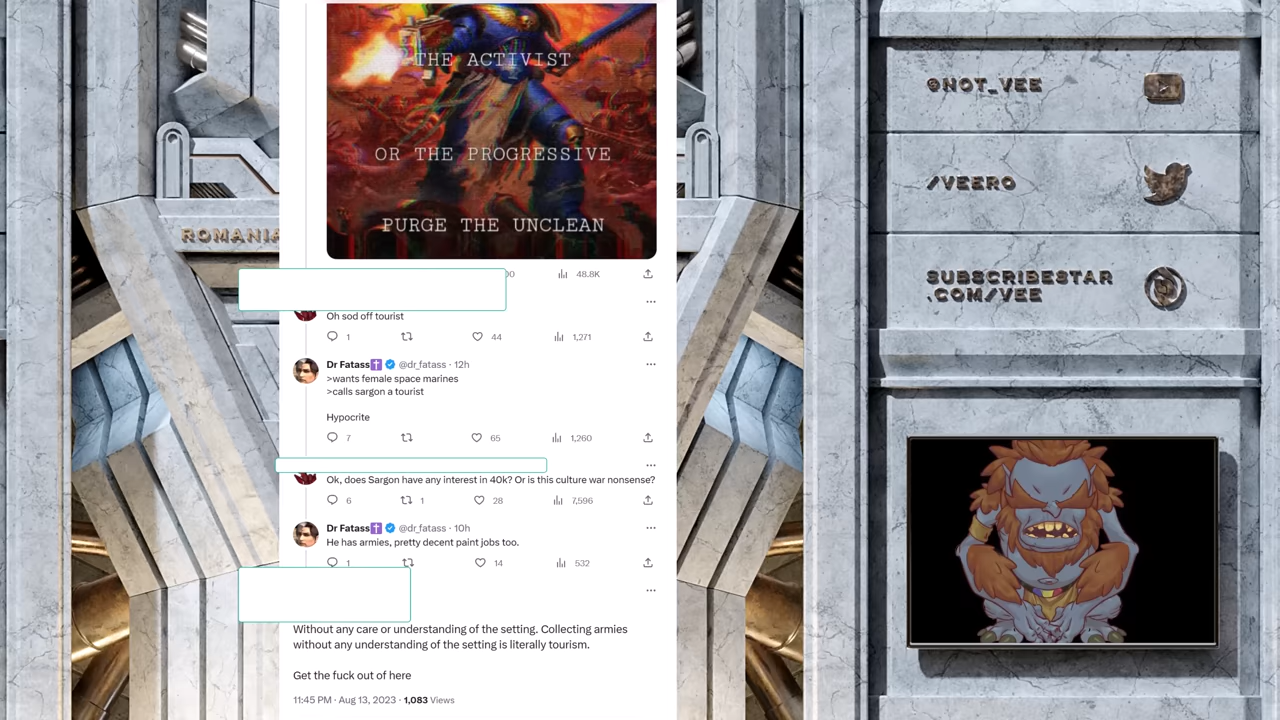 THE ACTIVIST
OR THE PROGRESSIVE
PURGE THE UNCLEAN
48.8K
Oh sod off tourist
1 44 1,271
Dr Fatass @dr_fatass · 12h
>wants female space marines
>calls sargon a tourist
Hypocrite
7 65 1,260
Ok, does Sargon have any interest in 40k? Or is this culture war nonsense?
6 1 28 7,596
Dr Fatass @dr_fatass · 10h
He has armies, pretty decent paint jobs too.
1 14 532
Without any care or understanding of the setting. Collecting armies
without any understanding of the setting is literally tourism.
Get the fuck out of here
11:45 PM · Aug 13, 2023 · 1,083 Views
ROMANIA
@NOT_VEE
/VEERO
SUBSCRIBESTAR
.COM/VEE